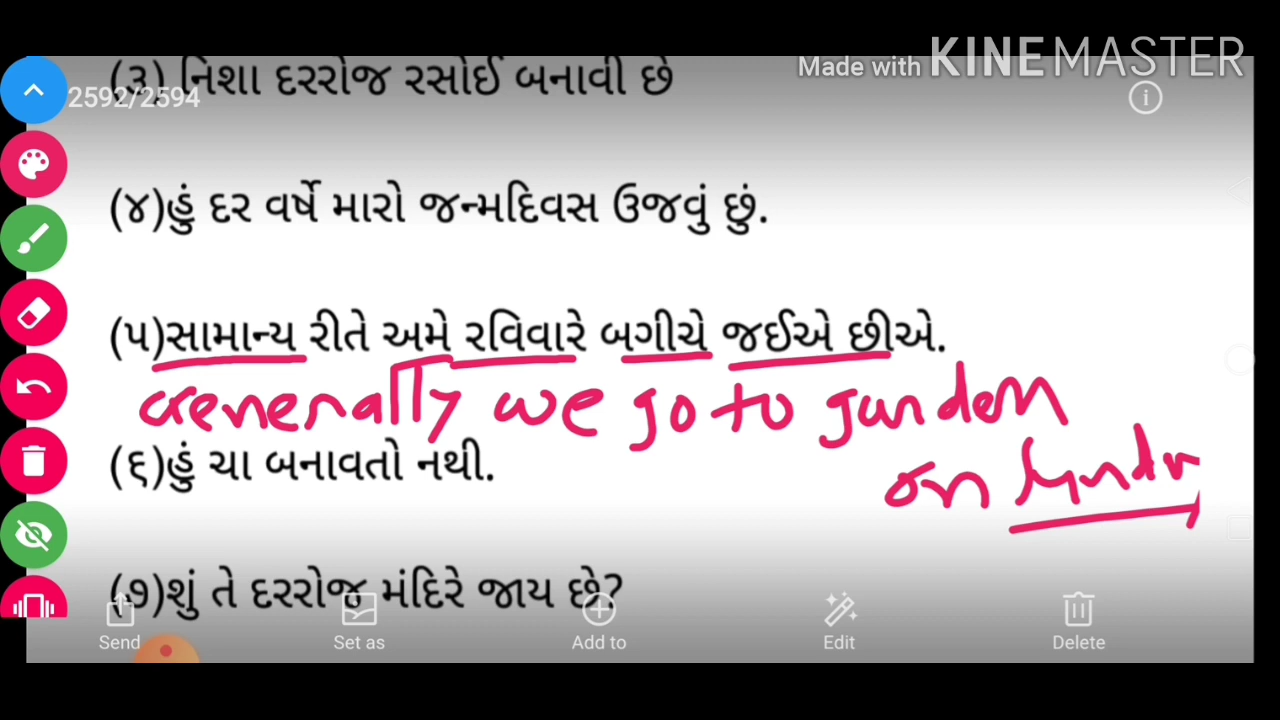 Made with KINEMASTER
(૩) નિશા દરરોજ રસોઈ બનાવી છે
2592/2594
(૪)હું દર વર્ષે મારો જન્મદિવસ ઉજવું છું.
(૫)સામાન્ય રીતે અમે રવિવારે બગીચે જઈએ છીએ.
Generally we go to garden
on
(૬)હું ચા બનાવતો નથી.
(૭)શું તે દરરોજ મંદિરે જાય છે?
Send Set as Add to Edit Delete